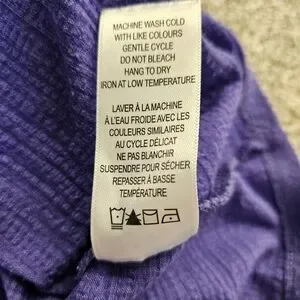 MACHINE WASH COLD
WITH LIKE COLOURS
GENTLE CYCLE
DO NOT BLEACH
HANG TO DRY
IRON AT LOW TEMPERATURE
LAVER À LA MACHINE
À L'EAU FROIDE AVEC LES
COULEURS SIMILAIRES
AU CYCLE DÉLICAT
NE PAS BLANCHIR
SUSPENDRE POUR SÉCHER
REPASSER À BASSE
TEMPÉRATURE